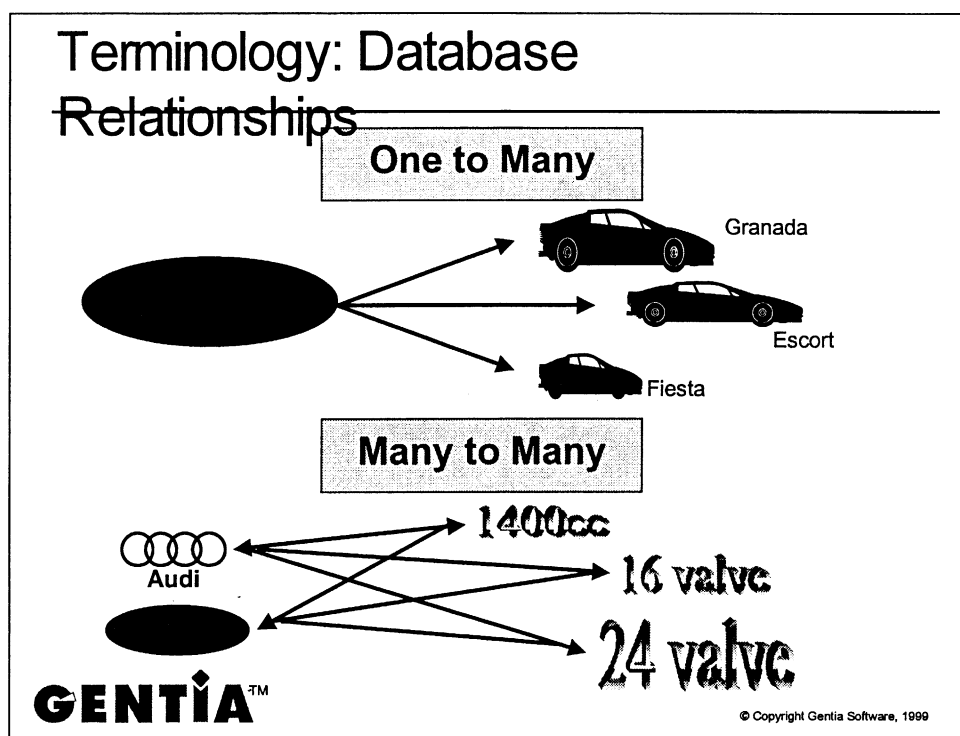 Terminology: Database
Relationships
One to Many
Granada
Escort
Fiesta
Many to Many
1400cc
16 valve
Audi
24 valve
GENTIA™
© Copyright Gentia Software, 1999